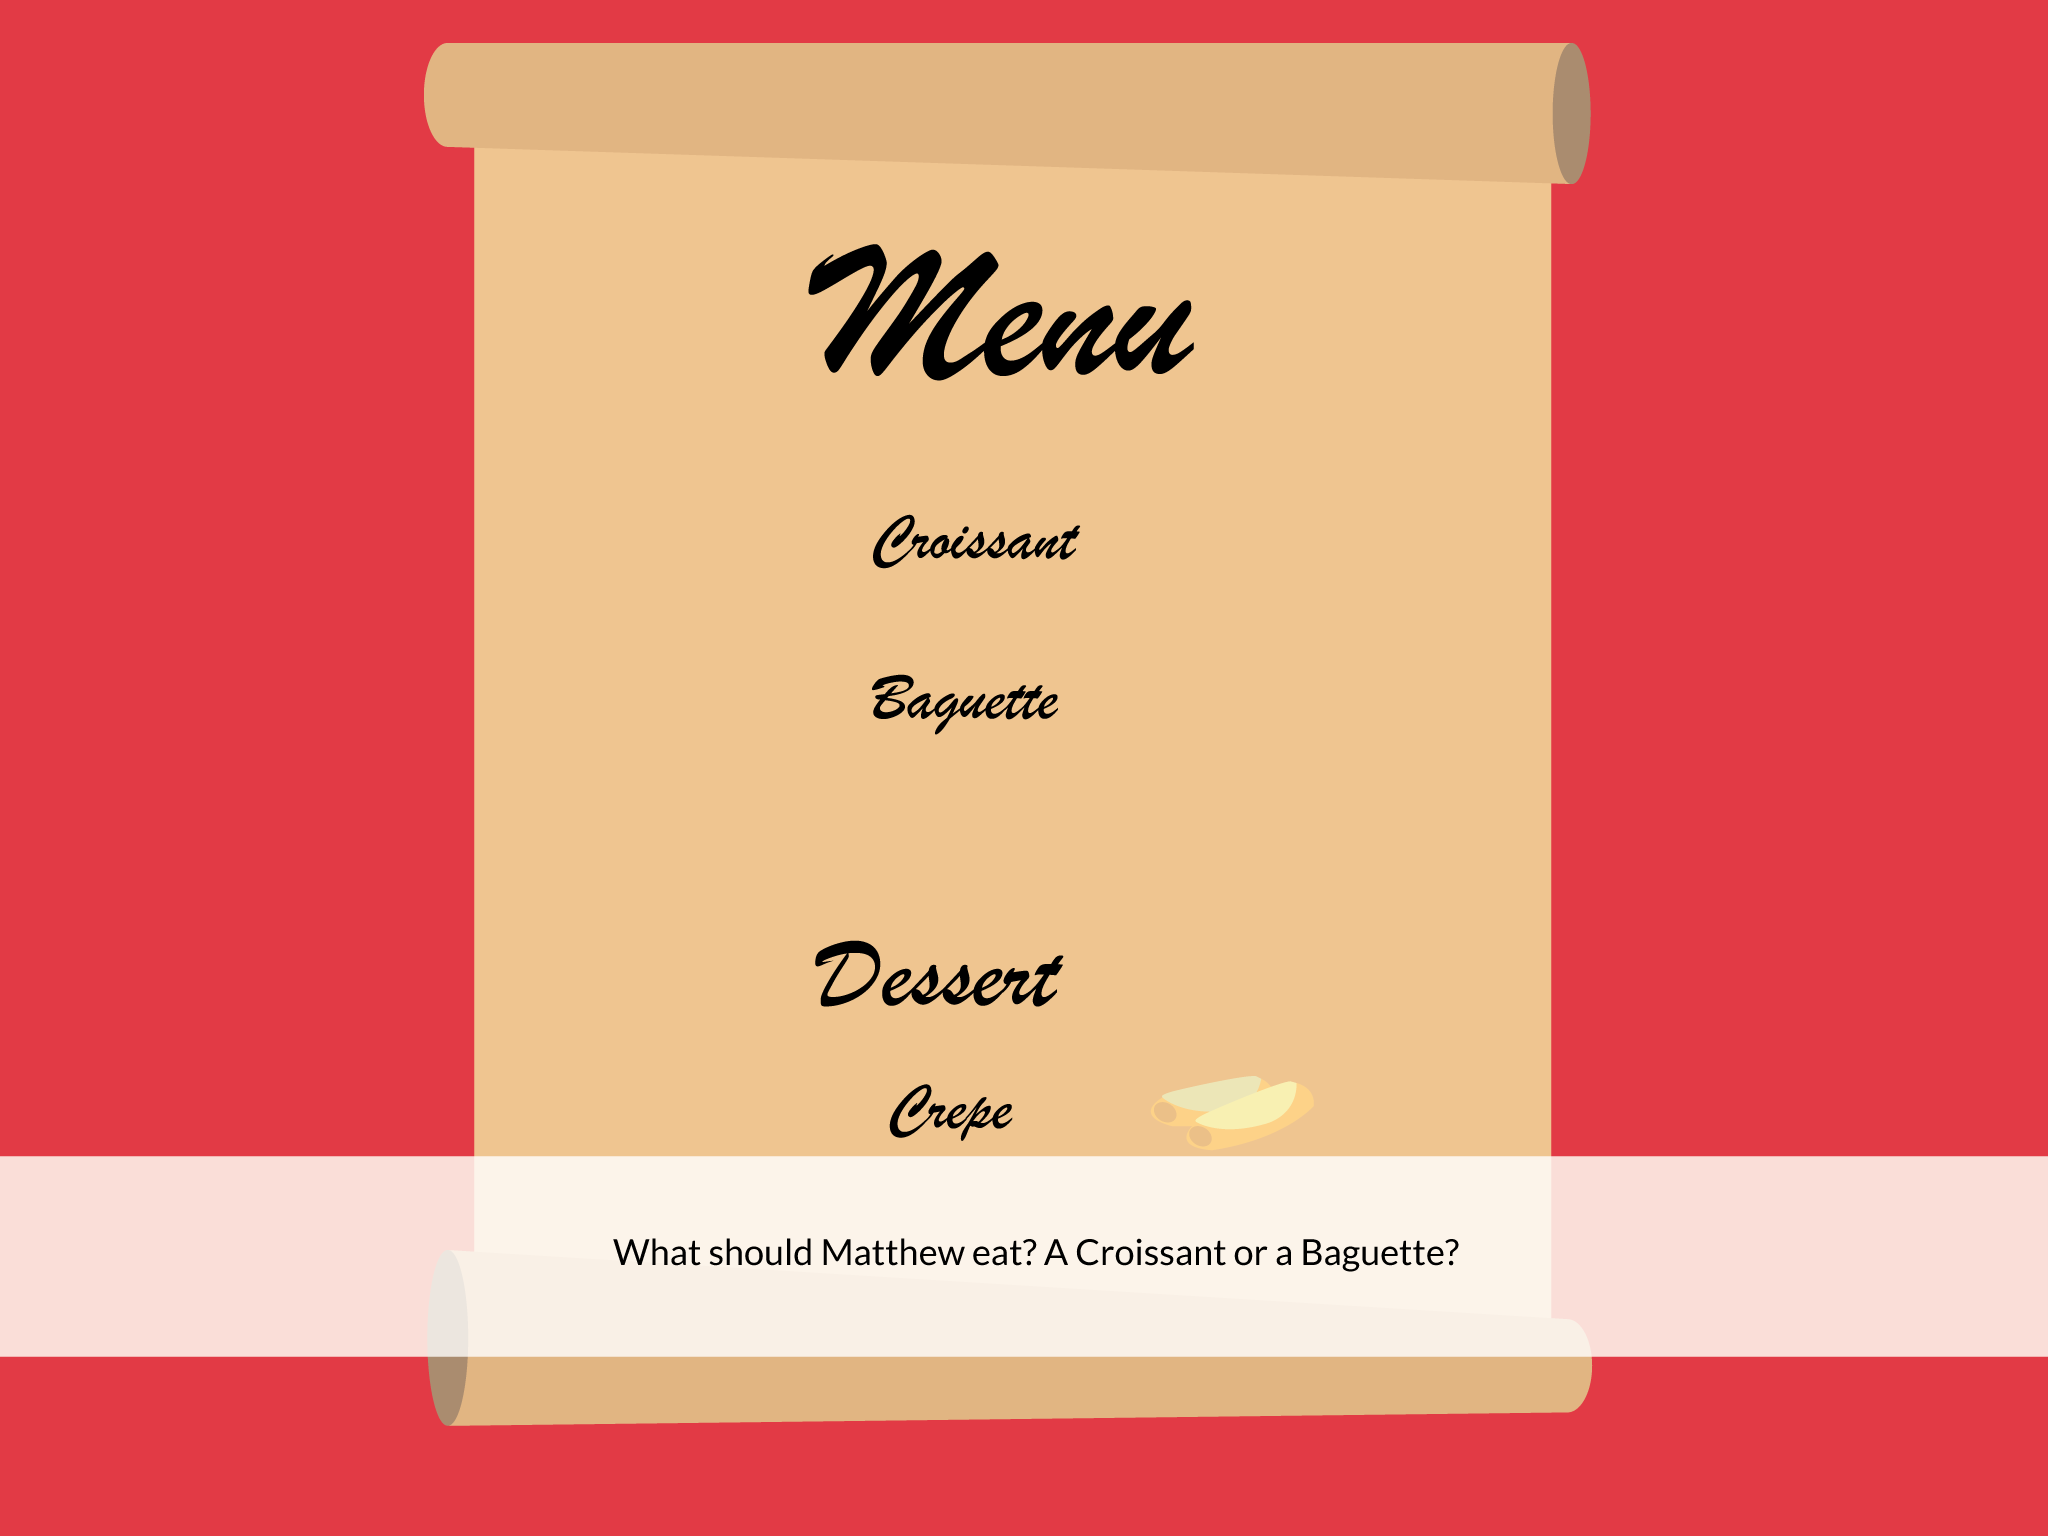 Menu
Croissant
Baguette
Dessert
Crepe
What should Matthew eat? A Croissant or a Baguette?